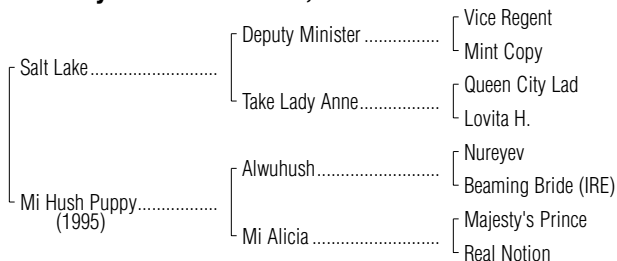 Vice Regent
Deputy Minister ................
Mint Copy
Salt Lake...........................
Queen City Lad
Take Lady Anne.................
Lovita H.
Nureyev
Alwuhush..........................
Beaming Bride (IRE)
Mi Hush Puppy.................
(1995)
Majesty's Prince
Mi Alicia ...........................
Real Notion